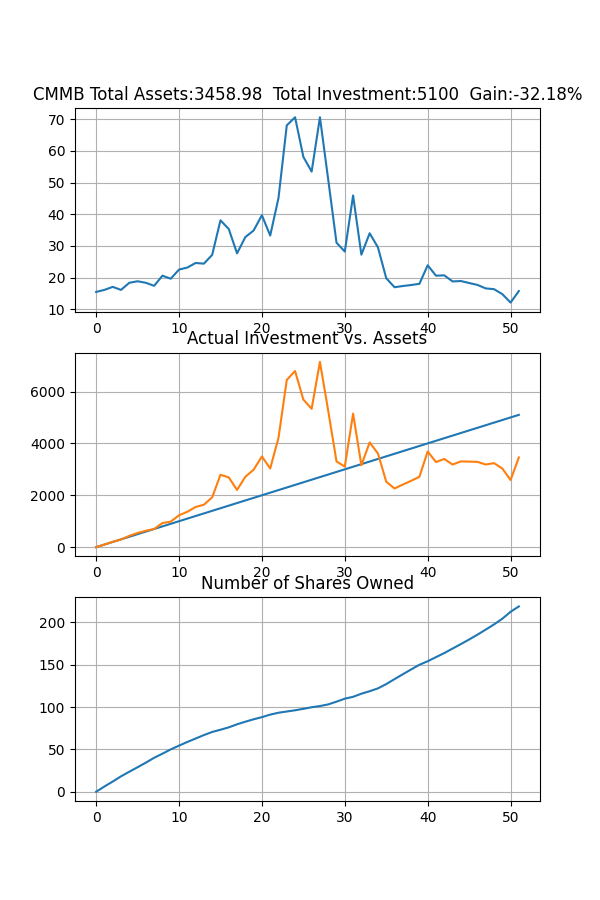 CMMB Total Assets:3458.98  Total Investment:5100  Gain:-32.18%
70
60
50
40
30
20
10
0 10 20 30 40 50
Actual Investment vs. Assets
6000
4000
2000
0
0 10 20 30 40 50
Number of Shares Owned
200
150
100
50
0
0 10 20 30 40 50